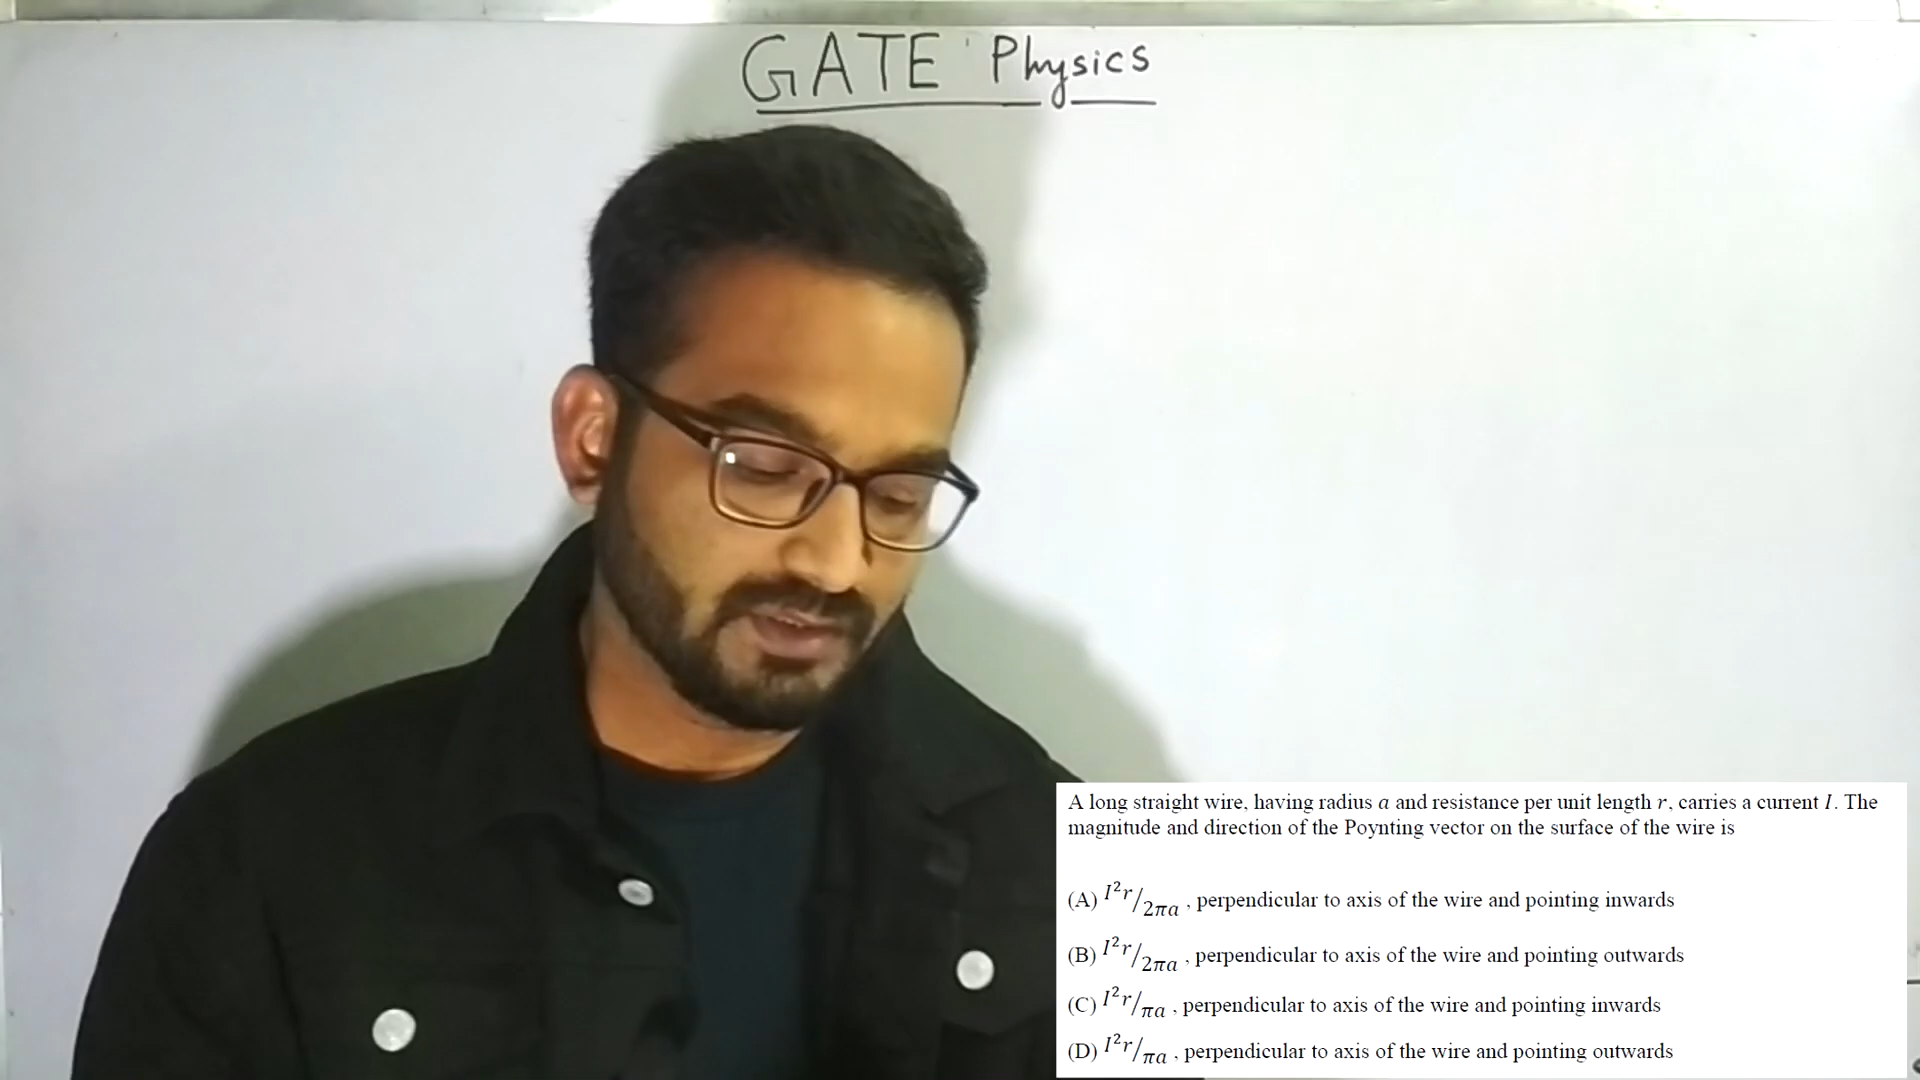 GATE Physics
A long straight wire, having radius a and resistance per unit length r, carries a current I. The
magnitude and direction of the Poynting vector on the surface of the wire is
(A) I²r/2πa , perpendicular to axis of the wire and pointing inwards
(B) I²r/2πa , perpendicular to axis of the wire and pointing outwards
(C) I²r/πa , perpendicular to axis of the wire and pointing inwards
(D) I²r/πa , perpendicular to axis of the wire and pointing outwards